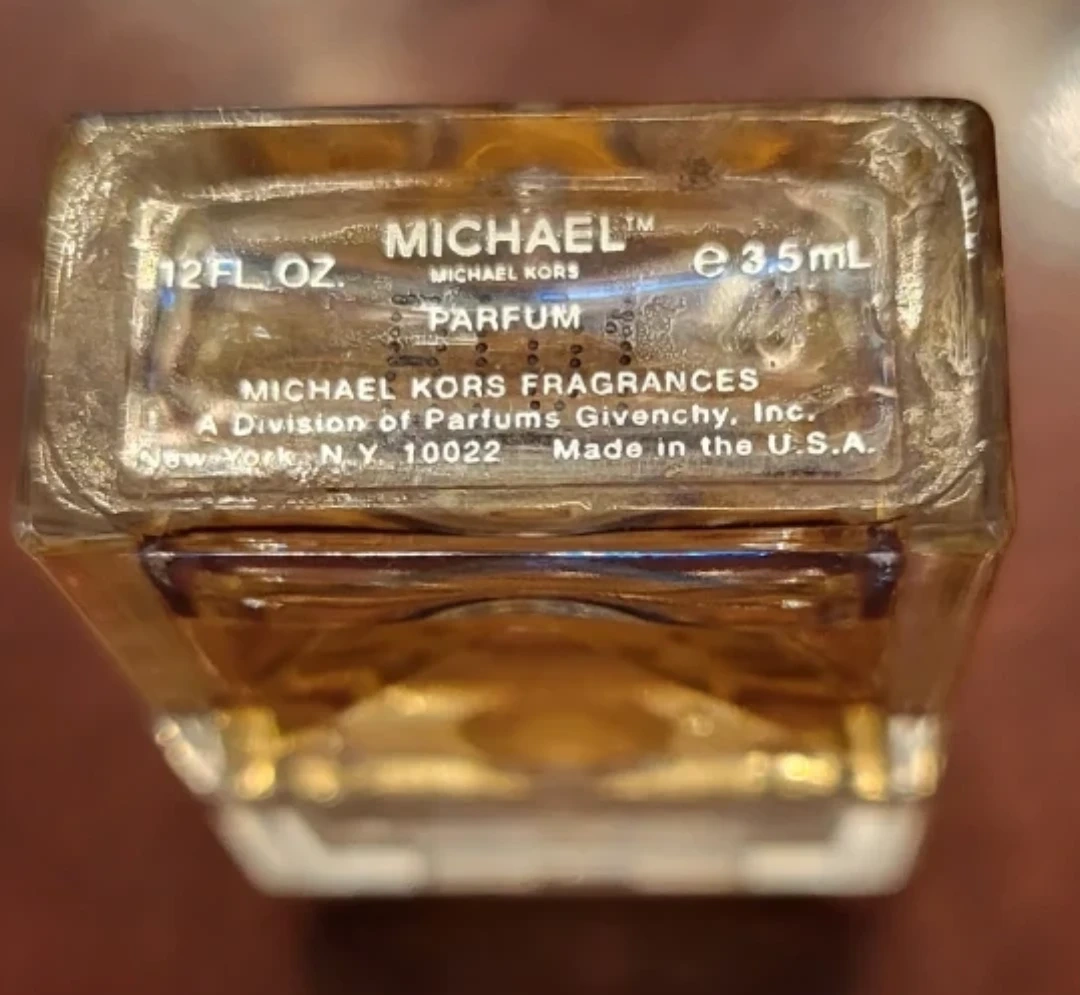 MICHAEL™
.12 FL. OZ. MICHAEL KORS e 3.5 mL
PARFUM
MICHAEL KORS FRAGRANCES
A Division of Parfums Givenchy, Inc.
New York, N.Y. 10022 Made in the U.S.A.